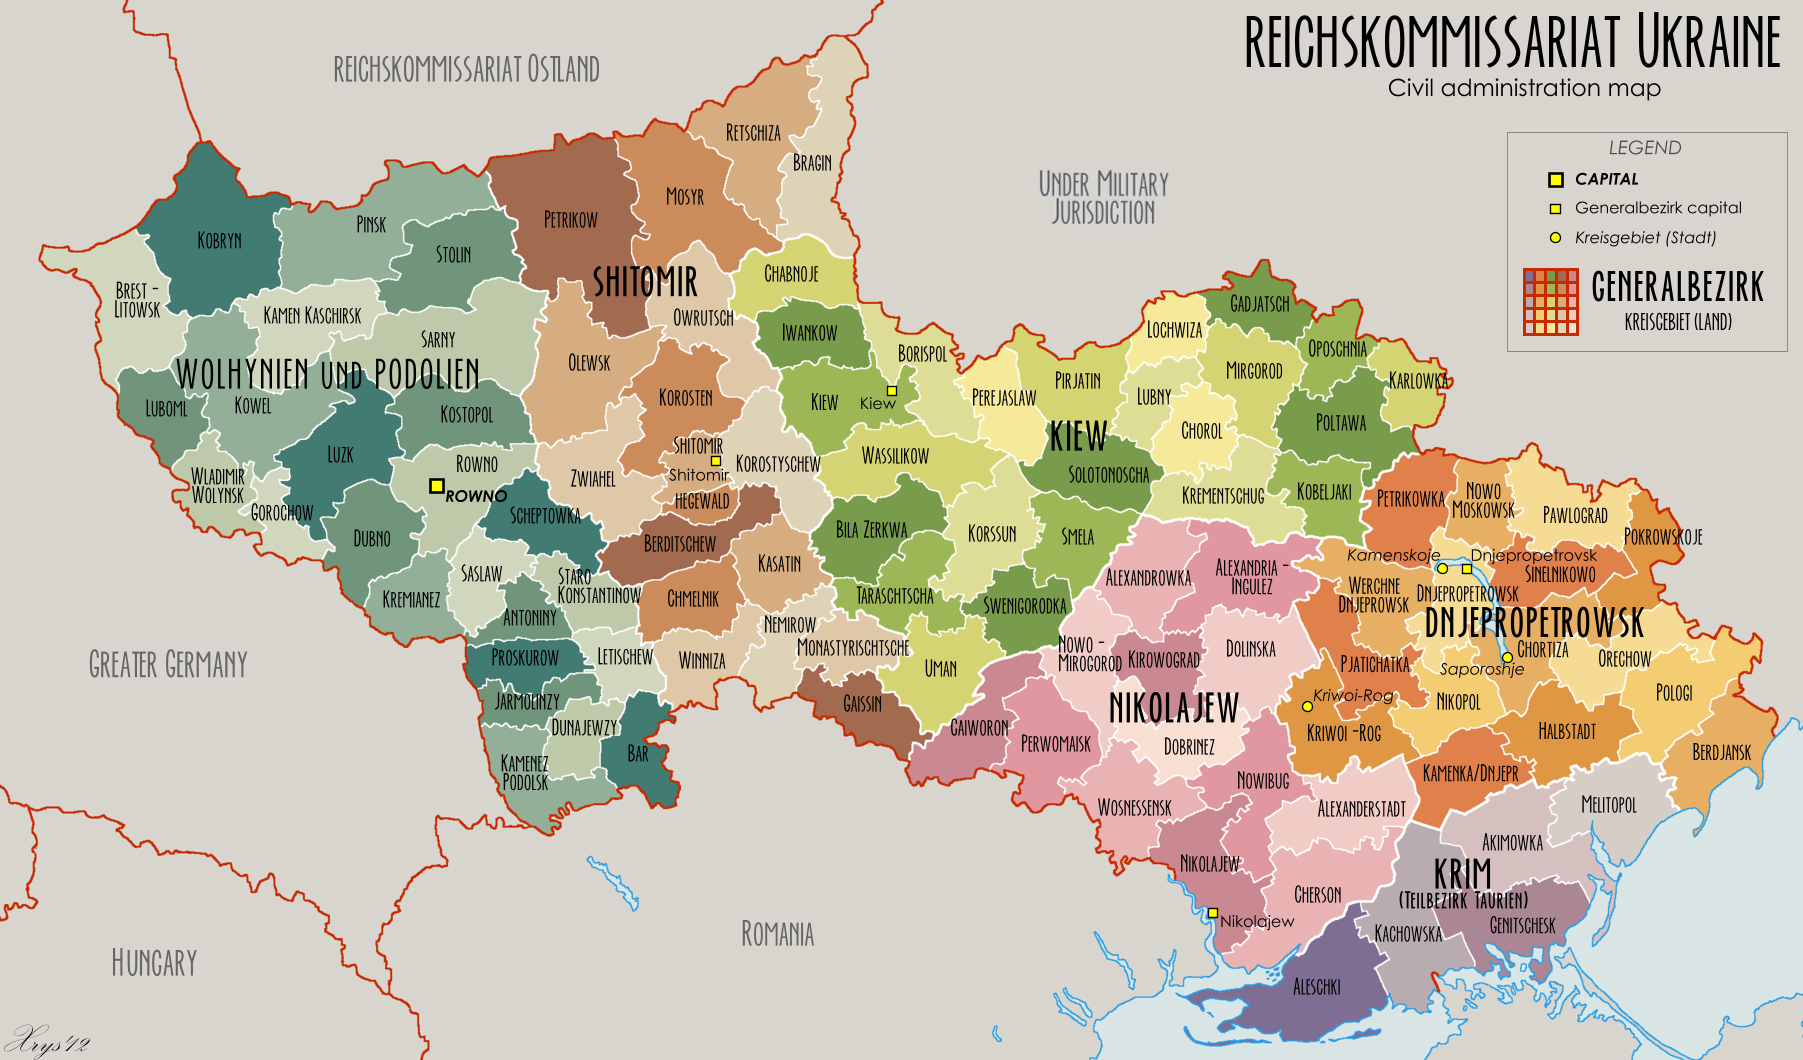 REICHSKOMMISSARIAT UKRAINE
Civil administration map
LEGEND
CAPITAL
Generalbezirk capital
Kreisgebiet (Stadt)
GENERALBEZIRK
KREISGEBIET (LAND)
REICHSKOMMISSARIAT OSTLAND
UNDER MILITARY
JURISDICTION
GREATER GERMANY
HUNGARY
ROMANIA
WOLHYNIEN UND PODOLIEN
KOBRYN
PINSK
STOLIN
BREST -
LITOWSK
KAMEN KASCHIRSK
SARNY
LUBOML
KOWEL
KOSTOPOL
LUZK
WLADIMIR
WOLYNSK
GOROCHOW
ROWNO
ROWNO
SCHEPTOWKA
DUBNO
KREMIANEZ
SASLAW
STARO
KONSTANTINOW
ANTONINY
PROSKUROW
LETISCHEW
JARMOLINZY
DUNAJEWZY
KAMENEZ
PODOLSK
BAR
SHITOMIR
PETRIKOW
MOSYR
RETSCHIZA
BRAGIN
OWRUTSCH
OLEWSK
KOROSTEN
SHITOMIR
Shitomir
ZWIAHEL
KOROSTYSCHEW
HEGEWALD
BERDITSCHEW
KASATIN
CHMELNIK
NEMIROW
WINNIZA
MONASTYRISCHTSCHE
GAISSIN
KIEW
CHABNOJE
IWANKOW
BORISPOL
KIEW
Kiew
PEREJASLAW
PIRJATIN
LOCHWIZA
GADJATSCH
OPOSCHNIA
MIRGOROD
KARLOWKA
LUBNY
CHOROL
POLTAWA
WASSILIKOW
SOLOTONOSCHA
KREMENTSCHUG
KOBELJAKI
BILA ZERKWA
KORSSUN
SMELA
TARASCHTSCHA
SWENIGORODKA
UMAN
NIKOLAJEW
ALEXANDROWKA
ALEXANDRIA -
INGULEZ
NOWO -
MIROGOROD
KIROWOGRAD
DOLINSKA
GAIWORON
PERWOMAISK
DOBRINEZ
NOWIBUG
WOSNESSENSK
ALEXANDERSTADT
NIKOLAJEW
CHERSON
Nikolajew
DNJEPROPETROWSK
PETRIKOWKA
NOWO
MOSKOWSK
PAWLOGRAD
POKROWSKOJE
Kamenskoje
Dnjepropetrovsk
SINELNIKOWO
WERCHNE
DNJEPROWSK
DNJEPROPETROWSK
CHORTIZA
Saporoshje
ORECHOW
PJATICHATKA
Kriwoi-Rog
KRIWOI -ROG
NIKOPOL
POLOGI
HALBSTADT
BERDJANSK
KAMENKA/DNJEPR
KRIM
(TEILBEZIRK TAURIEN)
MELITOPOL
AKIMOWKA
GENITSCHESK
KACHOWSKA
ALESCHKI
Xrys'12